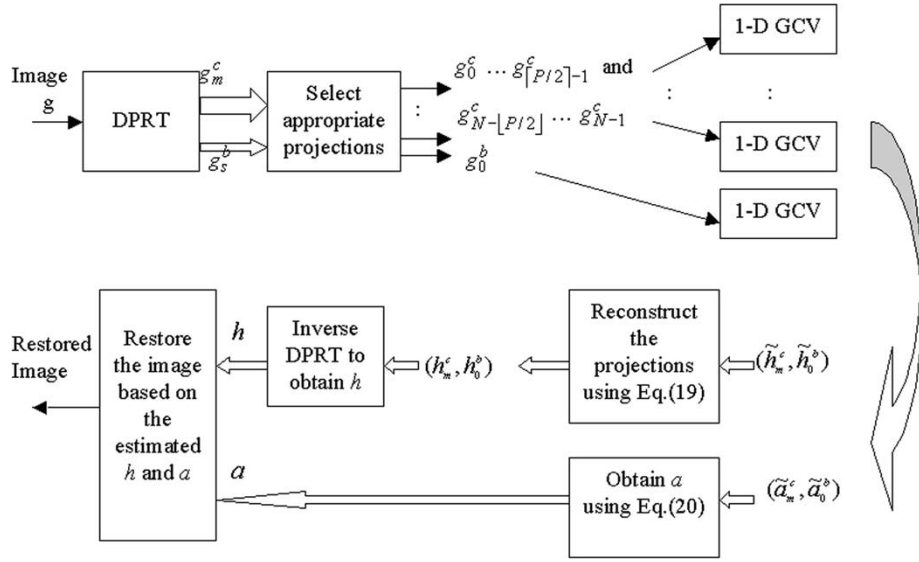 Image
g
DPRT
g_m^c
g_s^b
Select
appropriate
projections
:
g_0^c ⋯ g_{⌈P/2⌉-1}^c and
g_{N-⌊P/2⌋}^c ⋯ g_{N-1}^c
g_0^b
1-D GCV
: :
1-D GCV
1-D GCV
Restored
Image
Restore
the image
based on
the
estimated
h and a
h
Inverse
DPRT to
obtain h
(h_m^c, h_0^b)
Reconstruct
the
projections
using Eq.(19)
(h̃_m^c, h̃_0^b)
a
Obtain a
using Eq.(20)
(ã_m^c, ã_0^b)